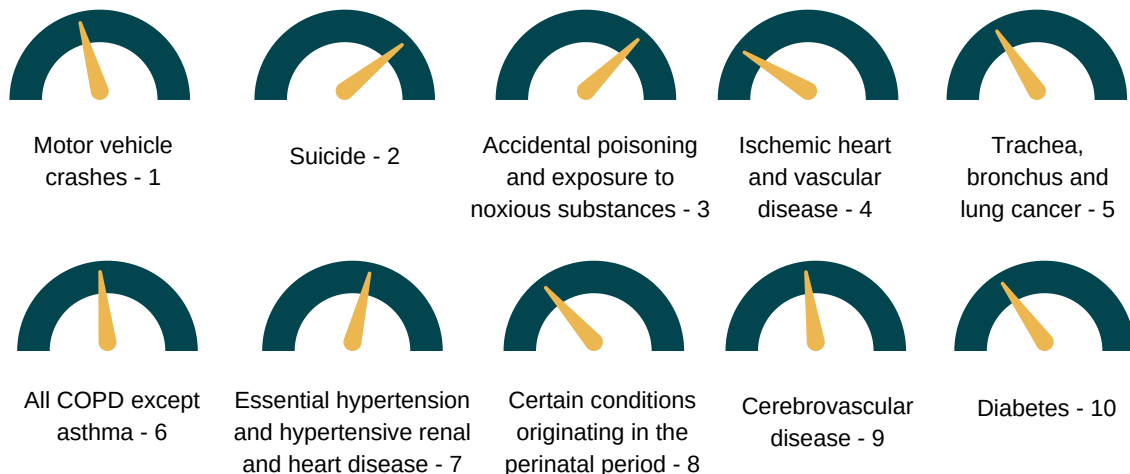 Motor vehicle
crashes - 1
Suicide - 2
Accidental poisoning
and exposure to
noxious substances - 3
Ischemic heart
and vascular
disease - 4
Trachea,
bronchus and
lung cancer - 5
All COPD except
asthma - 6
Essential hypertension
and hypertensive renal
and heart disease - 7
Certain conditions
originating in the
perinatal period - 8
Cerebrovascular
disease - 9
Diabetes - 10